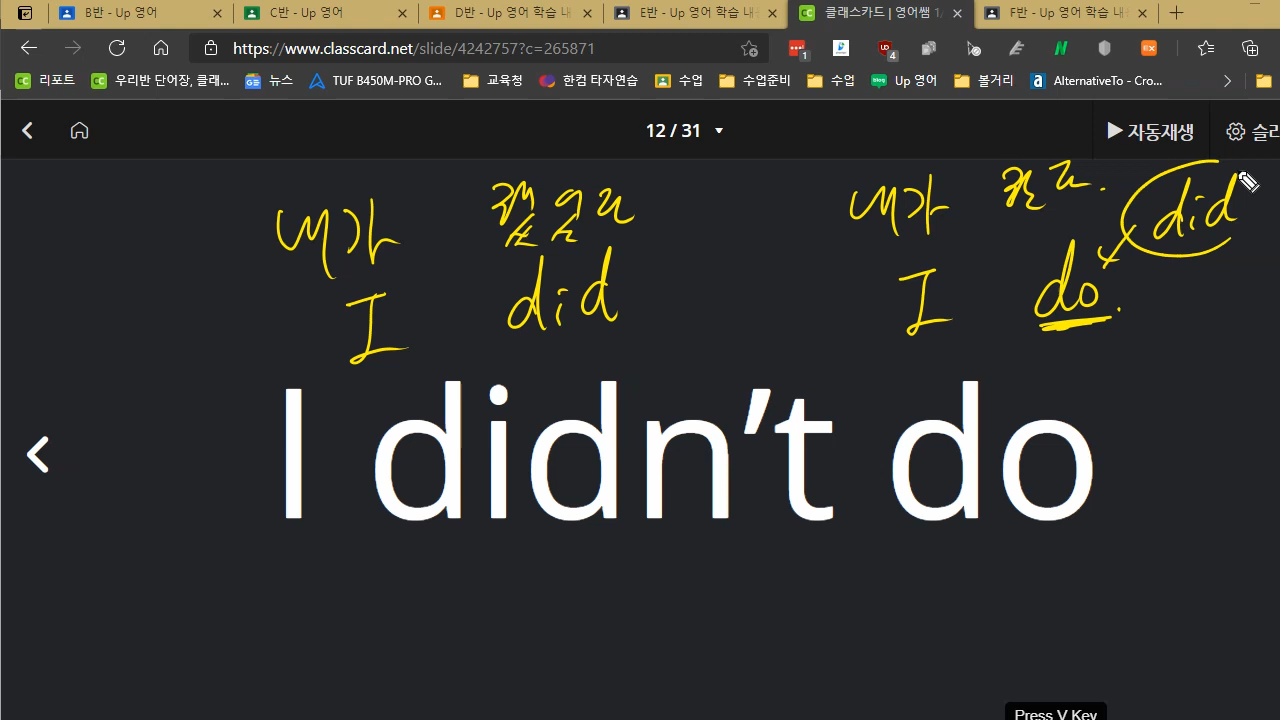 B반 - Up 영어
C반 - Up 영어
D반 - Up 영어 학습 내
E반 - Up 영어 학습 내
클래스카드 | 영어쌤 1
F반 - Up 영어 학습 내
https://www.classcard.net/slide/4242757?c=265871
1
4
EX
리포트
우리반 단어장, 클래...
뉴스
TUF B450M-PRO G...
교육청
한컴 타자연습
수업
수업준비
수업
Up 영어
볼거리
AlternativeTo - Cro...
12 / 31
자동재생
슬라
내가
내가
did
I did
I do.
I didn’t do
Press V Key